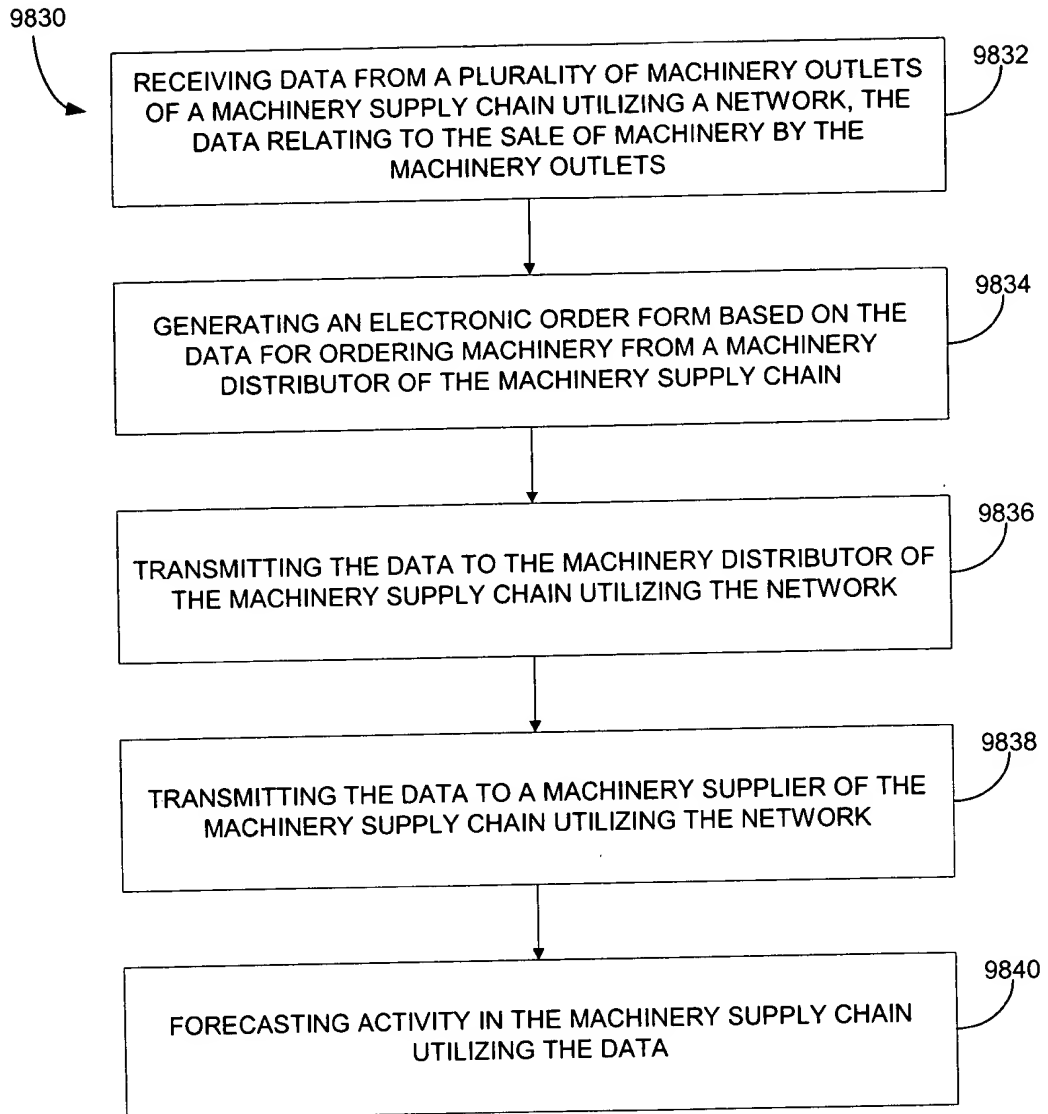 9830
RECEIVING DATA FROM A PLURALITY OF MACHINERY OUTLETS
OF A MACHINERY SUPPLY CHAIN UTILIZING A NETWORK, THE
DATA RELATING TO THE SALE OF MACHINERY BY THE
MACHINERY OUTLETS
9832
GENERATING AN ELECTRONIC ORDER FORM BASED ON THE
DATA FOR ORDERING MACHINERY FROM A MACHINERY
DISTRIBUTOR OF THE MACHINERY SUPPLY CHAIN
9834
TRANSMITTING THE DATA TO THE MACHINERY DISTRIBUTOR OF
THE MACHINERY SUPPLY CHAIN UTILIZING THE NETWORK
9836
TRANSMITTING THE DATA TO A MACHINERY SUPPLIER OF THE
MACHINERY SUPPLY CHAIN UTILIZING THE NETWORK
9838
FORECASTING ACTIVITY IN THE MACHINERY SUPPLY CHAIN
UTILIZING THE DATA
9840